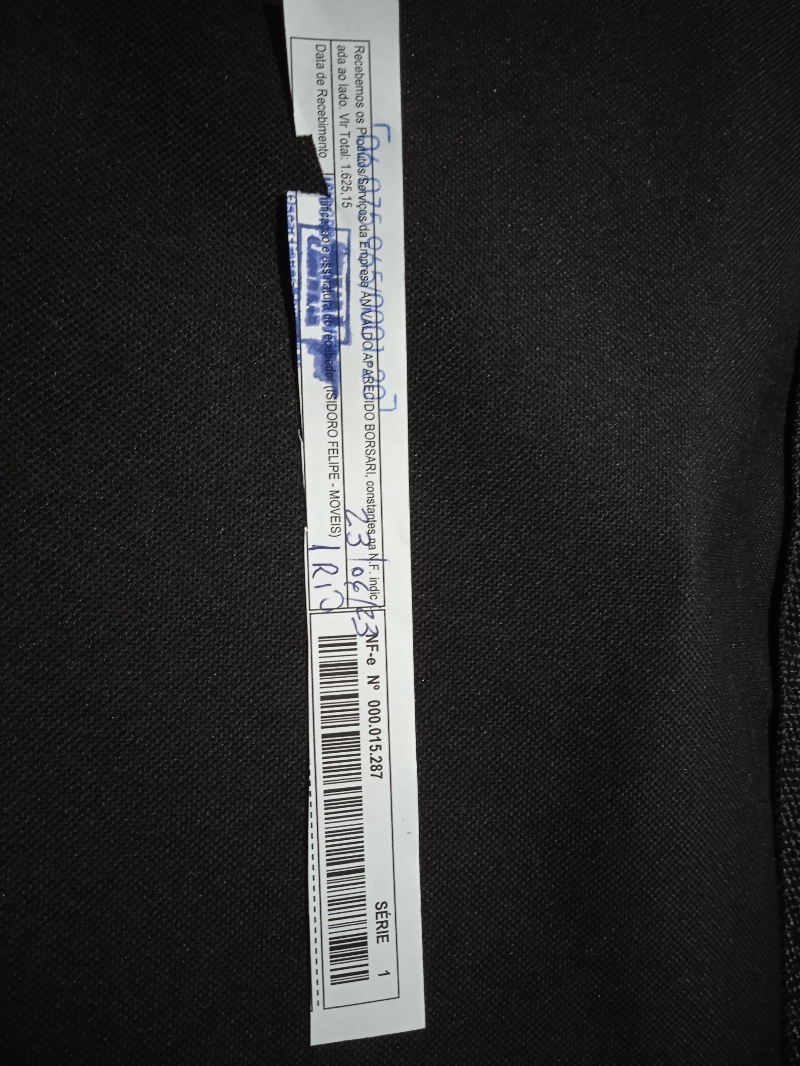 Recebemos os Produtos/Serviços da Empresa ANIVALDO APARECIDO BORSARI, constantes na N.F. indic
ada ao lado. Vlr Total: 1.625,15
23/06/23
Data de Recebimento
assinatura do recebedor (ISIDORO FELIPE - MOVEIS)
NF-e Nº 000.015.287
SÉRIE 1